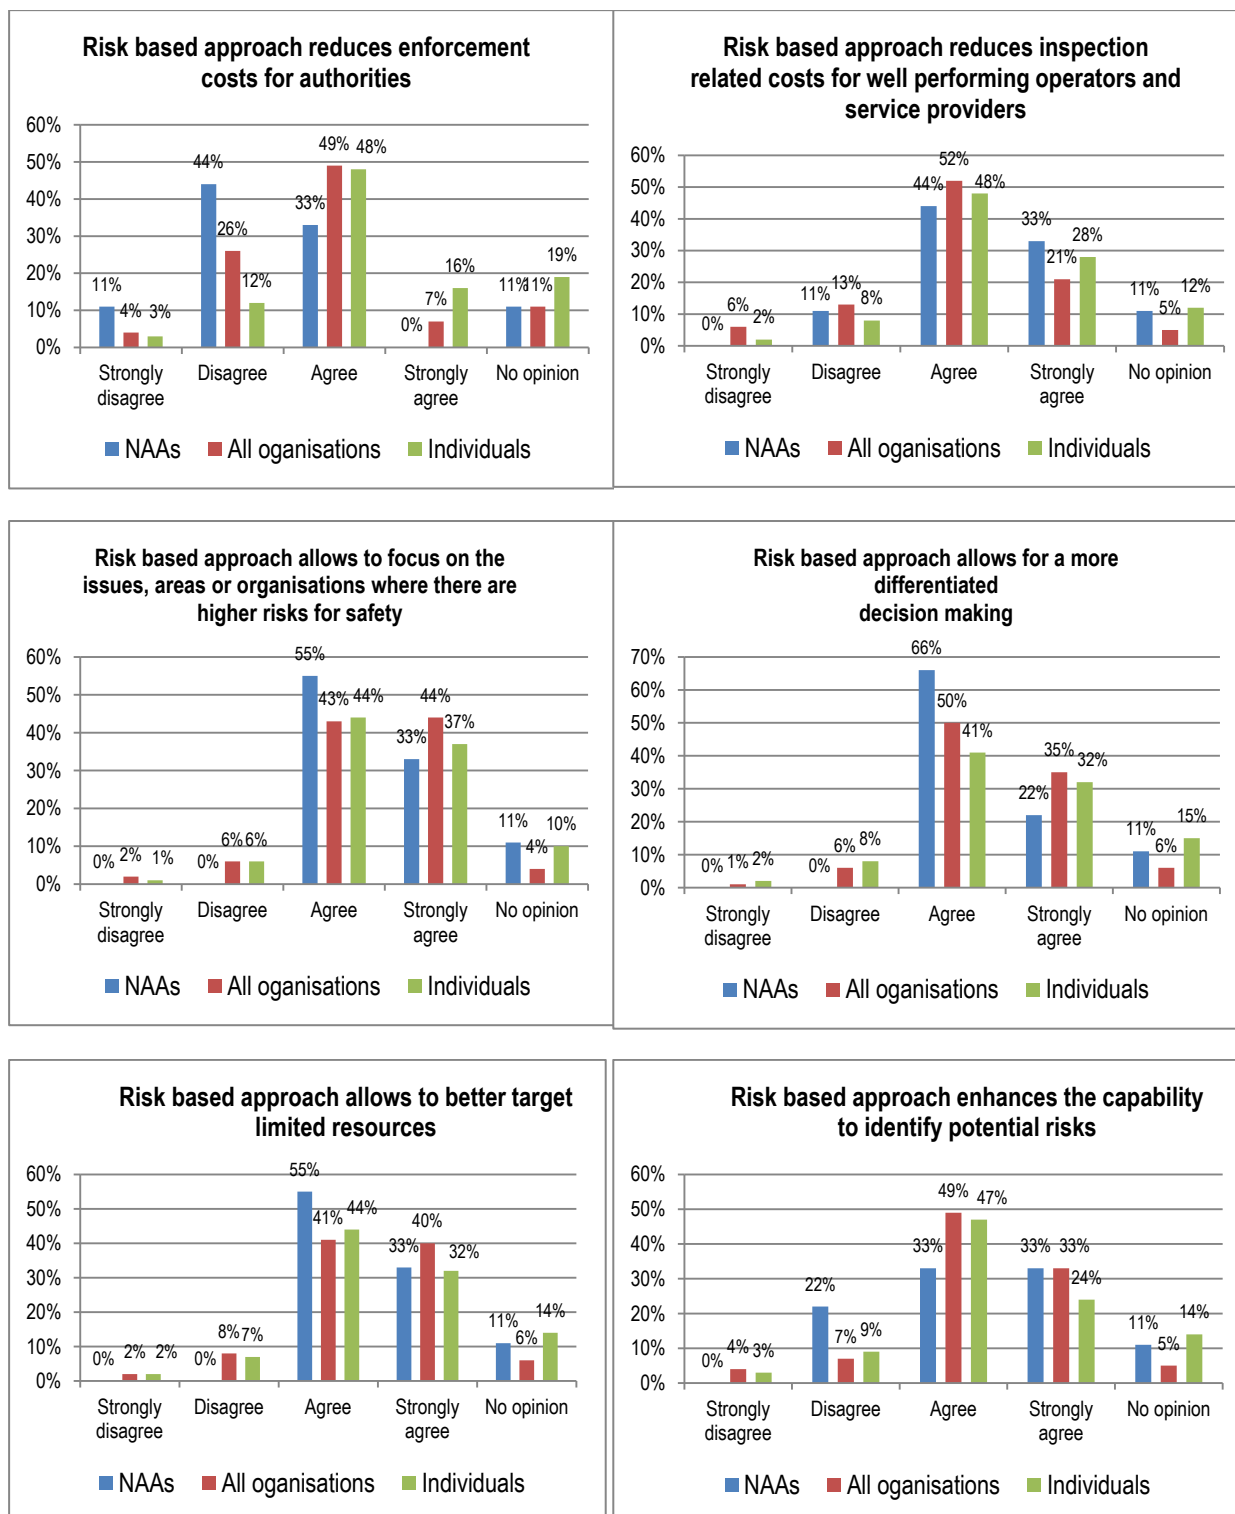 Risk based approach reduces enforcement
costs for authorities
60%
50%
40%
30%
20%
10%
0%
11%
4%
3%
44%
26%
12%
33%
49%
48%
0%
7%
16%
11%
11%
19%
Strongly
disagree
Disagree
Agree
Strongly
agree
No opinion
NAAs
All oganisations
Individuals
Risk based approach reduces inspection
related costs for well performing operators and
service providers
60%
50%
40%
30%
20%
10%
0%
0%
6%
2%
11%
13%
8%
44%
52%
48%
33%
21%
28%
11%
5%
12%
Strongly
disagree
Disagree
Agree
Strongly
agree
No opinion
NAAs
All oganisations
Individuals
Risk based approach allows to focus on the
issues, areas or organisations where there are
higher risks for safety
60%
50%
40%
30%
20%
10%
0%
0%
2%
1%
0%
6%
6%
55%
43%
44%
33%
44%
37%
11%
4%
10%
Strongly
disagree
Disagree
Agree
Strongly
agree
No opinion
NAAs
All oganisations
Individuals
Risk based approach allows for a more
differentiated
decision making
70%
60%
50%
40%
30%
20%
10%
0%
0%
1%
2%
0%
6%
8%
66%
50%
41%
22%
35%
32%
11%
6%
15%
Strongly
disagree
Disagree
Agree
Strongly
agree
No opinion
NAAs
All oganisations
Individuals
Risk based approach allows to better target
limited resources
60%
50%
40%
30%
20%
10%
0%
0%
2%
2%
0%
8%
7%
55%
41%
44%
33%
40%
32%
11%
6%
14%
Strongly
disagree
Disagree
Agree
Strongly
agree
No opinion
NAAs
All oganisations
Individuals
Risk based approach enhances the capability
to identify potential risks
60%
50%
40%
30%
20%
10%
0%
0%
4%
3%
22%
7%
9%
33%
49%
47%
33%
33%
24%
11%
5%
14%
Strongly
disagree
Disagree
Agree
Strongly
agree
No opinion
NAAs
All oganisations
Individuals